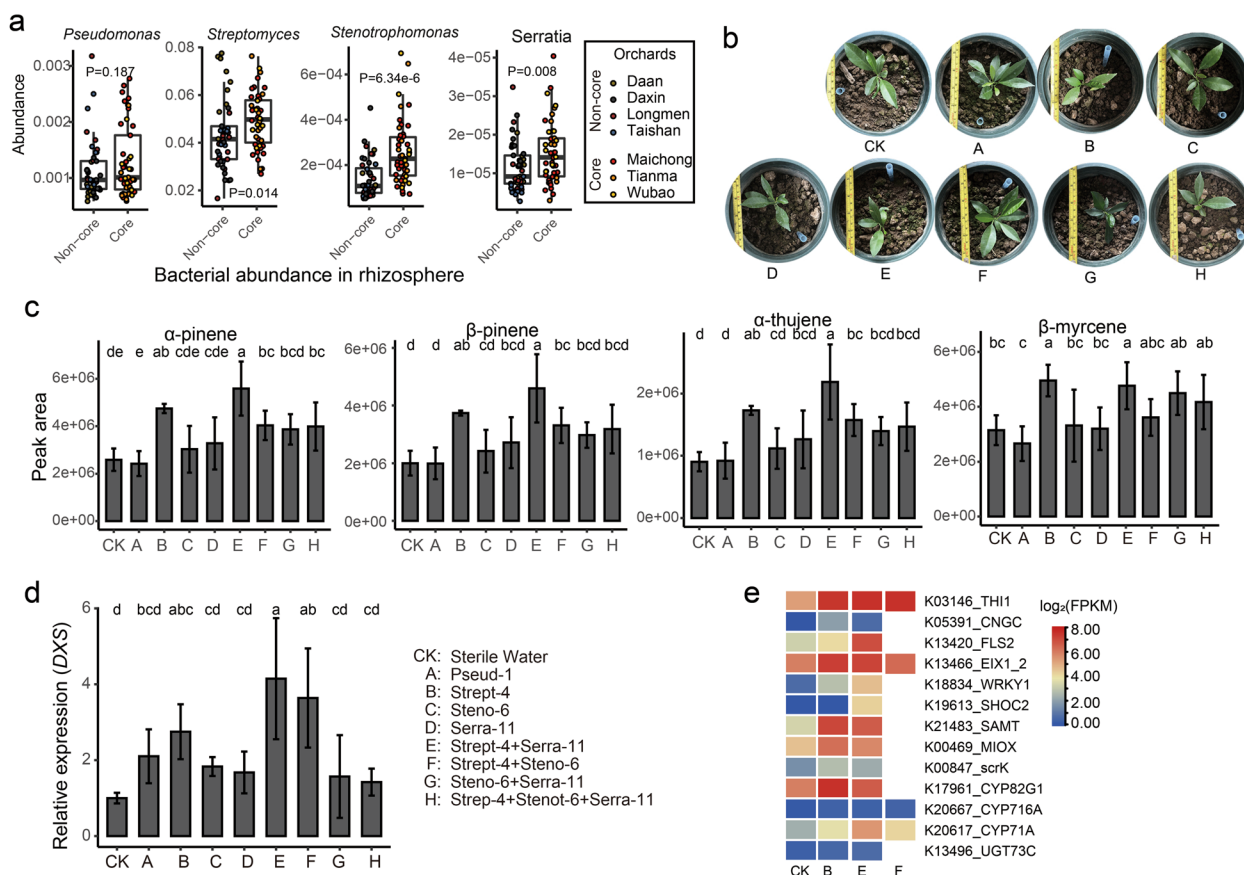 a
Pseudomonas
Streptomyces
Stenotrophomonas
Serratia
Abundance
0.003
0.002
0.001
P=0.187
Non-core
Core
0.08
0.06
0.04
0.02
P=0.014
Non-core
Core
6e-04
4e-04
2e-04
P=6.34e-6
Non-core
Core
4e-05
3e-05
2e-05
1e-05
P=0.008
Non-core
Core
Bacterial abundance in rhizosphere
Orchards
Non-core
Daan
Daxin
Longmen
Taishan
Core
Maichong
Tianma
Wubao
b
CK
A
B
C
D
E
F
G
H
c
Peak area
α-pinene
de e ab cde cde a bc bcd bc
6e+06
4e+06
2e+06
0e+00
CK A B C D E F G H
β-pinene
d d ab cd bcd a bc bcd bcd
6e+06
4e+06
2e+06
0e+00
CK A B C D E F G H
α-thujene
d d ab cd bcd a bc bcd bcd
2e+06
1e+06
0e+00
CK A B C D E F G H
β-myrcene
bc c a bc bc a abc ab ab
6e+06
4e+06
2e+06
0e+00
CK A B C D E F G H
d
Relative expression (DXS)
d bcd abc cd cd a ab cd cd
6
4
2
0
CK A B C D E F G H
CK: Sterile Water
A: Pseud-1
B: Strept-4
C: Steno-6
D: Serra-11
E: Strept-4+Serra-11
F: Strept-4+Steno-6
G: Steno-6+Serra-11
H: Strep-4+Stenot-6+Serra-11
e
K03146_THI1
K05391_CNGC
K13420_FLS2
K13466_EIX1_2
K18834_WRKY1
K19613_SHOC2
K21483_SAMT
K00469_MIOX
K00847_scrK
K17961_CYP82G1
K20667_CYP716A
K20617_CYP71A
K13496_UGT73C
CK B E F
log₂(FPKM)
8.00
6.00
4.00
2.00
0.00